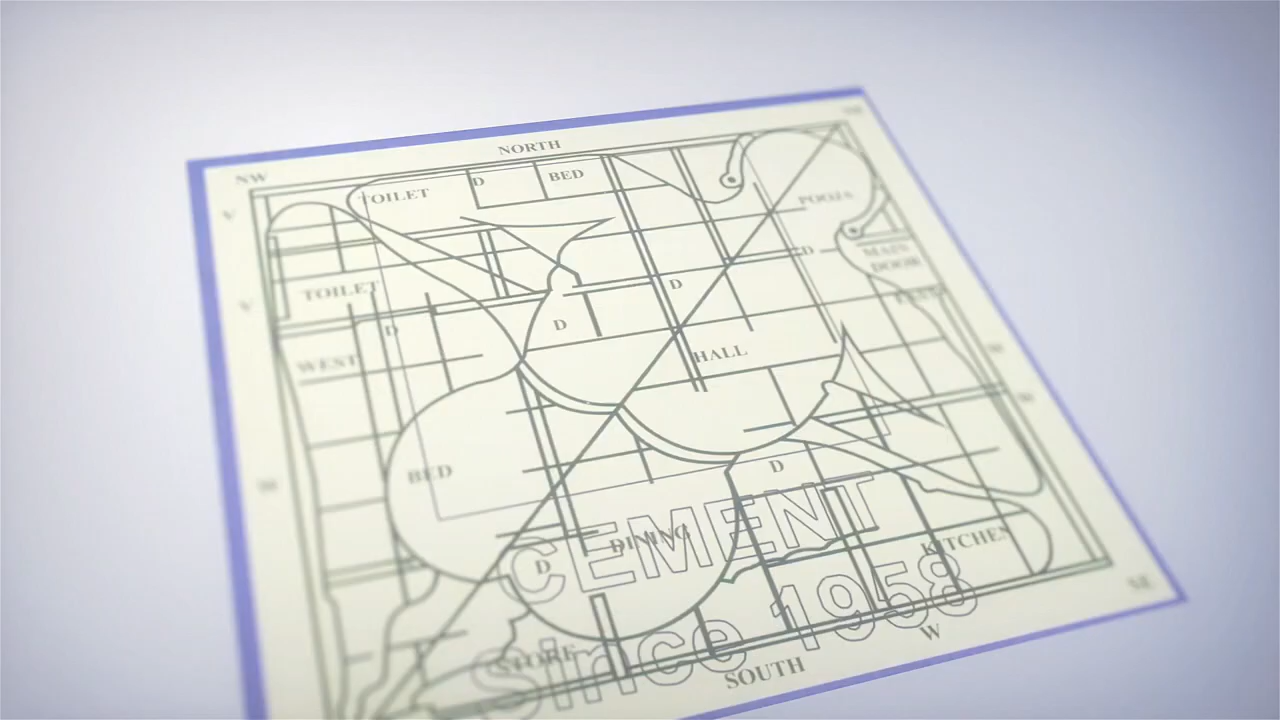 NORTH
NW
TOILET
D
BED
V
POOJA
D
MAIN
DOOR
TOILET
D
V
D
D
WEST
HALL
BED
D
CEMENT
DINING
D
KITCHEN
Since 1958
STORE
W
SE
SOUTH